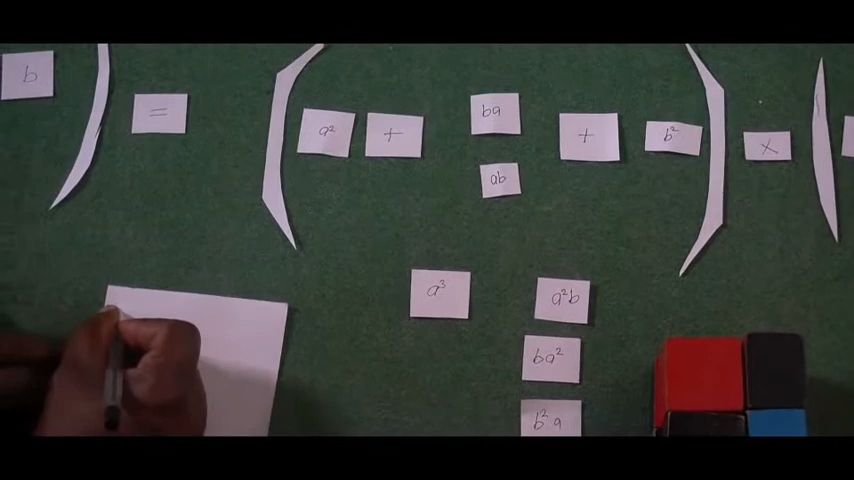 b = a² + ba + b² ×
ab
a³ a²b
ba²
b²a